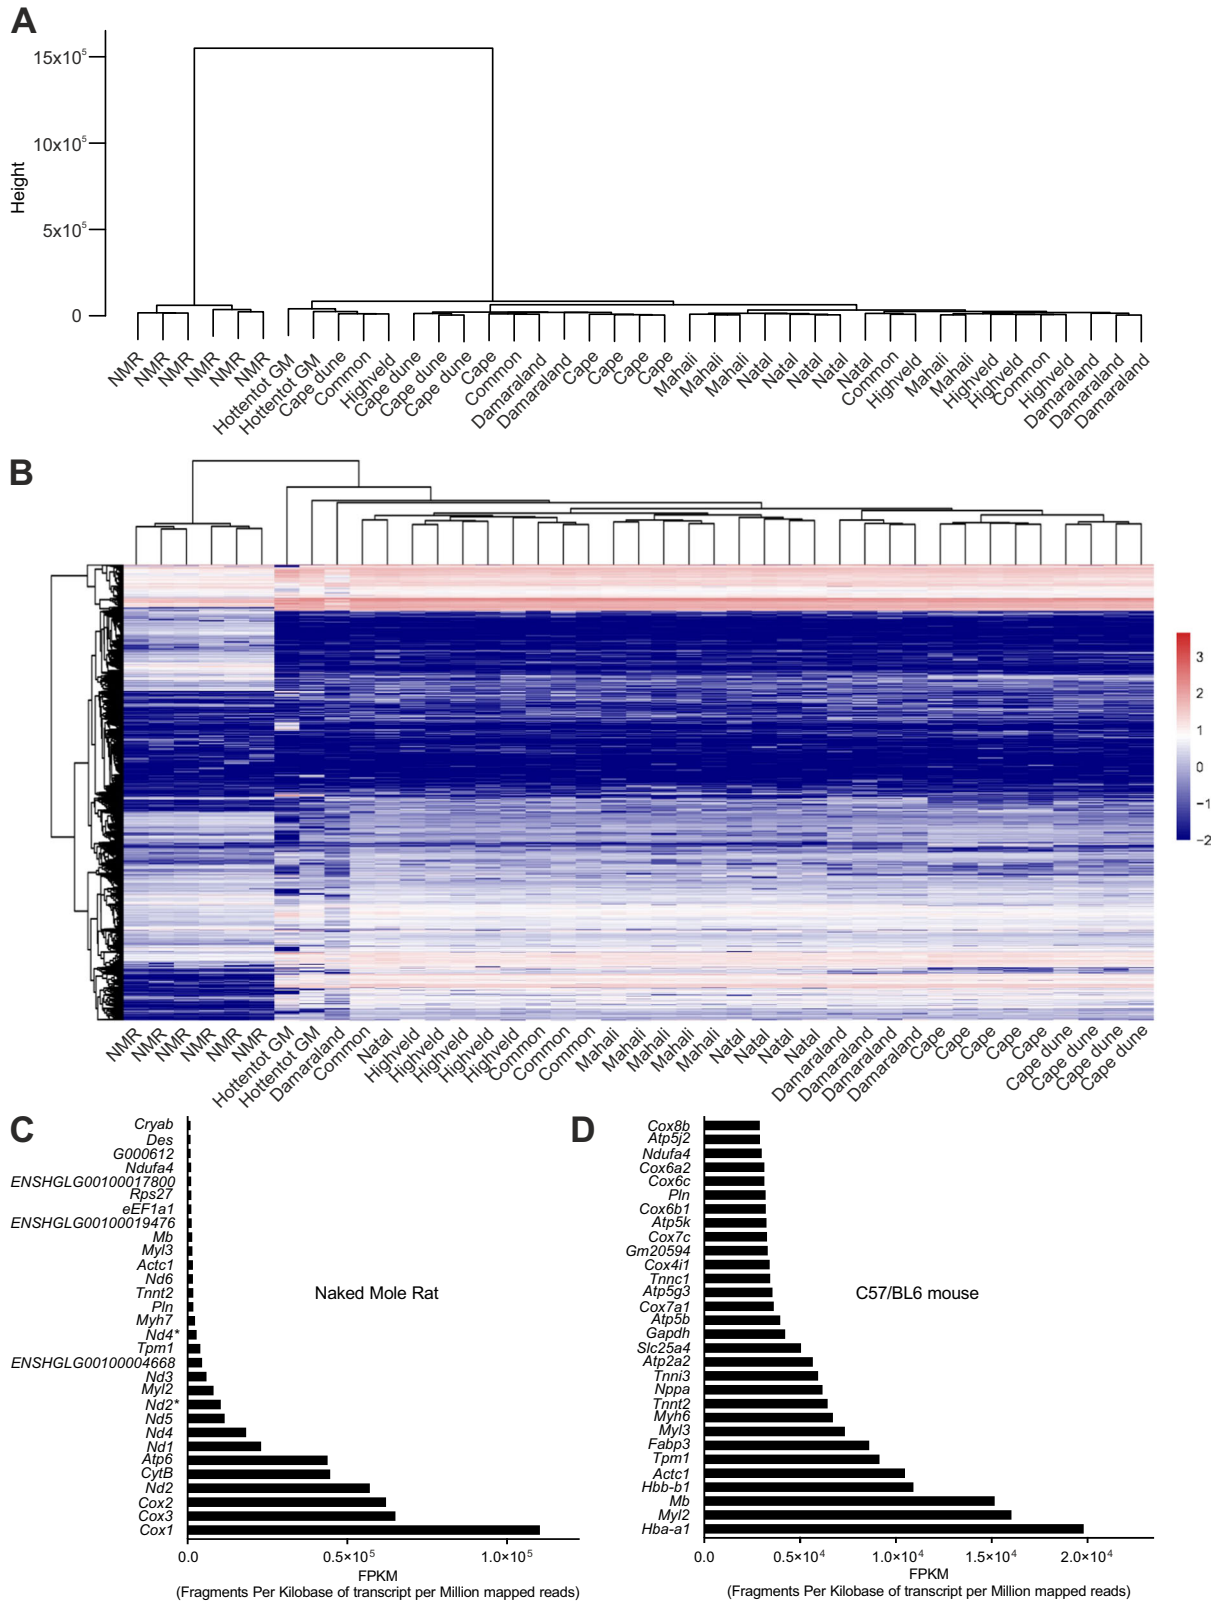 A
Height
15x10⁵
10x10⁵
5x10⁵
0
NMR
NMR
NMR
NMR
NMR
NMR
Hottentot GM
Hottentot GM
Cape dune
Common
Highveld
Cape dune
Cape dune
Cape dune
Cape
Common
Damaraland
Damaraland
Cape
Cape
Cape
Cape
Mahali
Mahali
Mahali
Natal
Natal
Natal
Natal
Natal
Common
Highveld
Mahali
Mahali
Highveld
Highveld
Common
Highveld
Damaraland
Damaraland
Damaraland
B
3
2
1
0
−1
−2
NMR
NMR
NMR
NMR
NMR
NMR
Hottentot GM
Hottentot GM
Damaraland
Common
Natal
Highveld
Highveld
Highveld
Highveld
Highveld
Common
Common
Common
Mahali
Mahali
Mahali
Mahali
Mahali
Natal
Natal
Natal
Natal
Damaraland
Damaraland
Damaraland
Damaraland
Cape
Cape
Cape
Cape
Cape
Cape dune
Cape dune
Cape dune
Cape dune
C
Cryab
Des
G000612
Ndufa4
ENSHGLG00100017800
Rps27
eEF1a1
ENSHGLG00100019476
Mb
Myl3
Actc1
Nd6
Tnnt2
Pln
Myh7
Nd4*
Tpm1
ENSHGLG00100004668
Nd3
Myl2
Nd2*
Nd5
Nd4
Nd1
Atp6
CytB
Nd2
Cox2
Cox3
Cox1
Naked Mole Rat
0.0
0.5×10⁵
1.0×10⁵
FPKM
(Fragments Per Kilobase of transcript per Million mapped reads)
D
Cox8b
Atp5j2
Ndufa4
Cox6a2
Cox6c
Pln
Cox6b1
Atp5k
Cox7c
Gm20594
Cox4i1
Tnnc1
Atp5g3
Cox7a1
Atp5b
Gapdh
Slc25a4
Atp2a2
Tnni3
Nppa
Tnnt2
Myh6
Myl3
Fabp3
Tpm1
Actc1
Hbb-b1
Mb
Myl2
Hba-a1
C57/BL6 mouse
0.0
0.5×10⁴
1.0×10⁴
1.5×10⁴
2.0×10⁴
FPKM
(Fragments Per Kilobase of transcript per Million mapped reads)